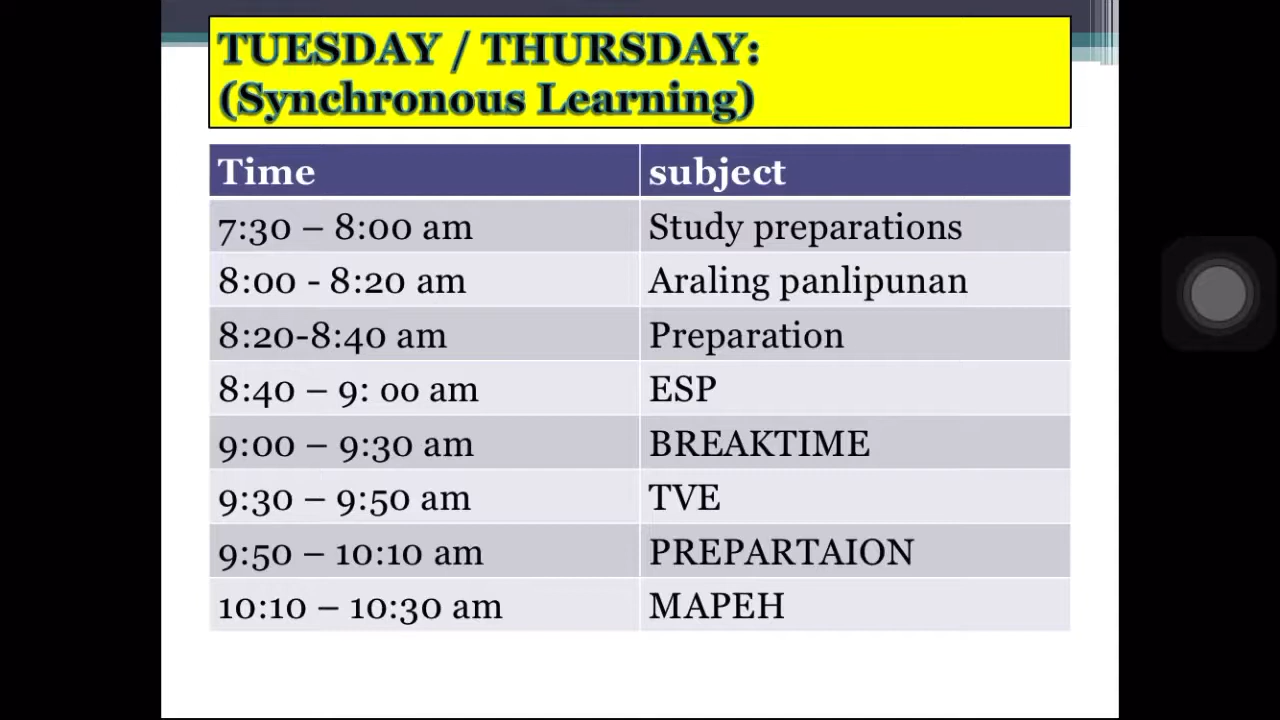 TUESDAY / THURSDAY:
(Synchronous Learning)
Time subject
7:30 – 8:00 am Study preparations
8:00 - 8:20 am Araling panlipunan
8:20-8:40 am Preparation
8:40 – 9: 00 am ESP
9:00 – 9:30 am BREAKTIME
9:30 – 9:50 am TVE
9:50 – 10:10 am PREPARTAION
10:10 – 10:30 am MAPEH